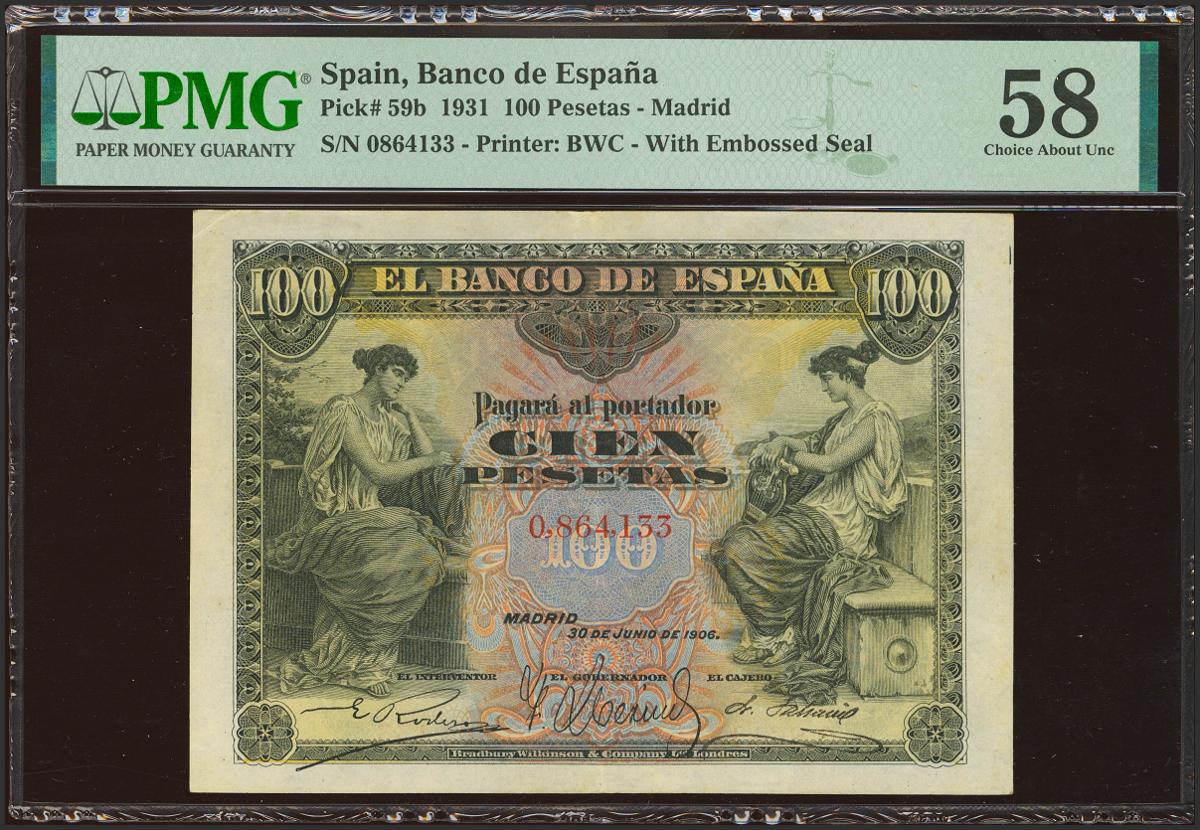 PMG®
PAPER MONEY GUARANTY
Spain, Banco de España
Pick# 59b 1931 100 Pesetas - Madrid
S/N 0864133 - Printer: BWC - With Embossed Seal
58
Choice About Unc
100 EL BANCO DE ESPAÑA 100
Pagará al portador
CIEN
PESETAS
0,864,133
100
MADRID
30 DE JUNIO DE 1906.
EL INTERVENTOR EL GOBERNADOR EL CAJERO
Bradbury Wilkinson & Company Ld. Londres